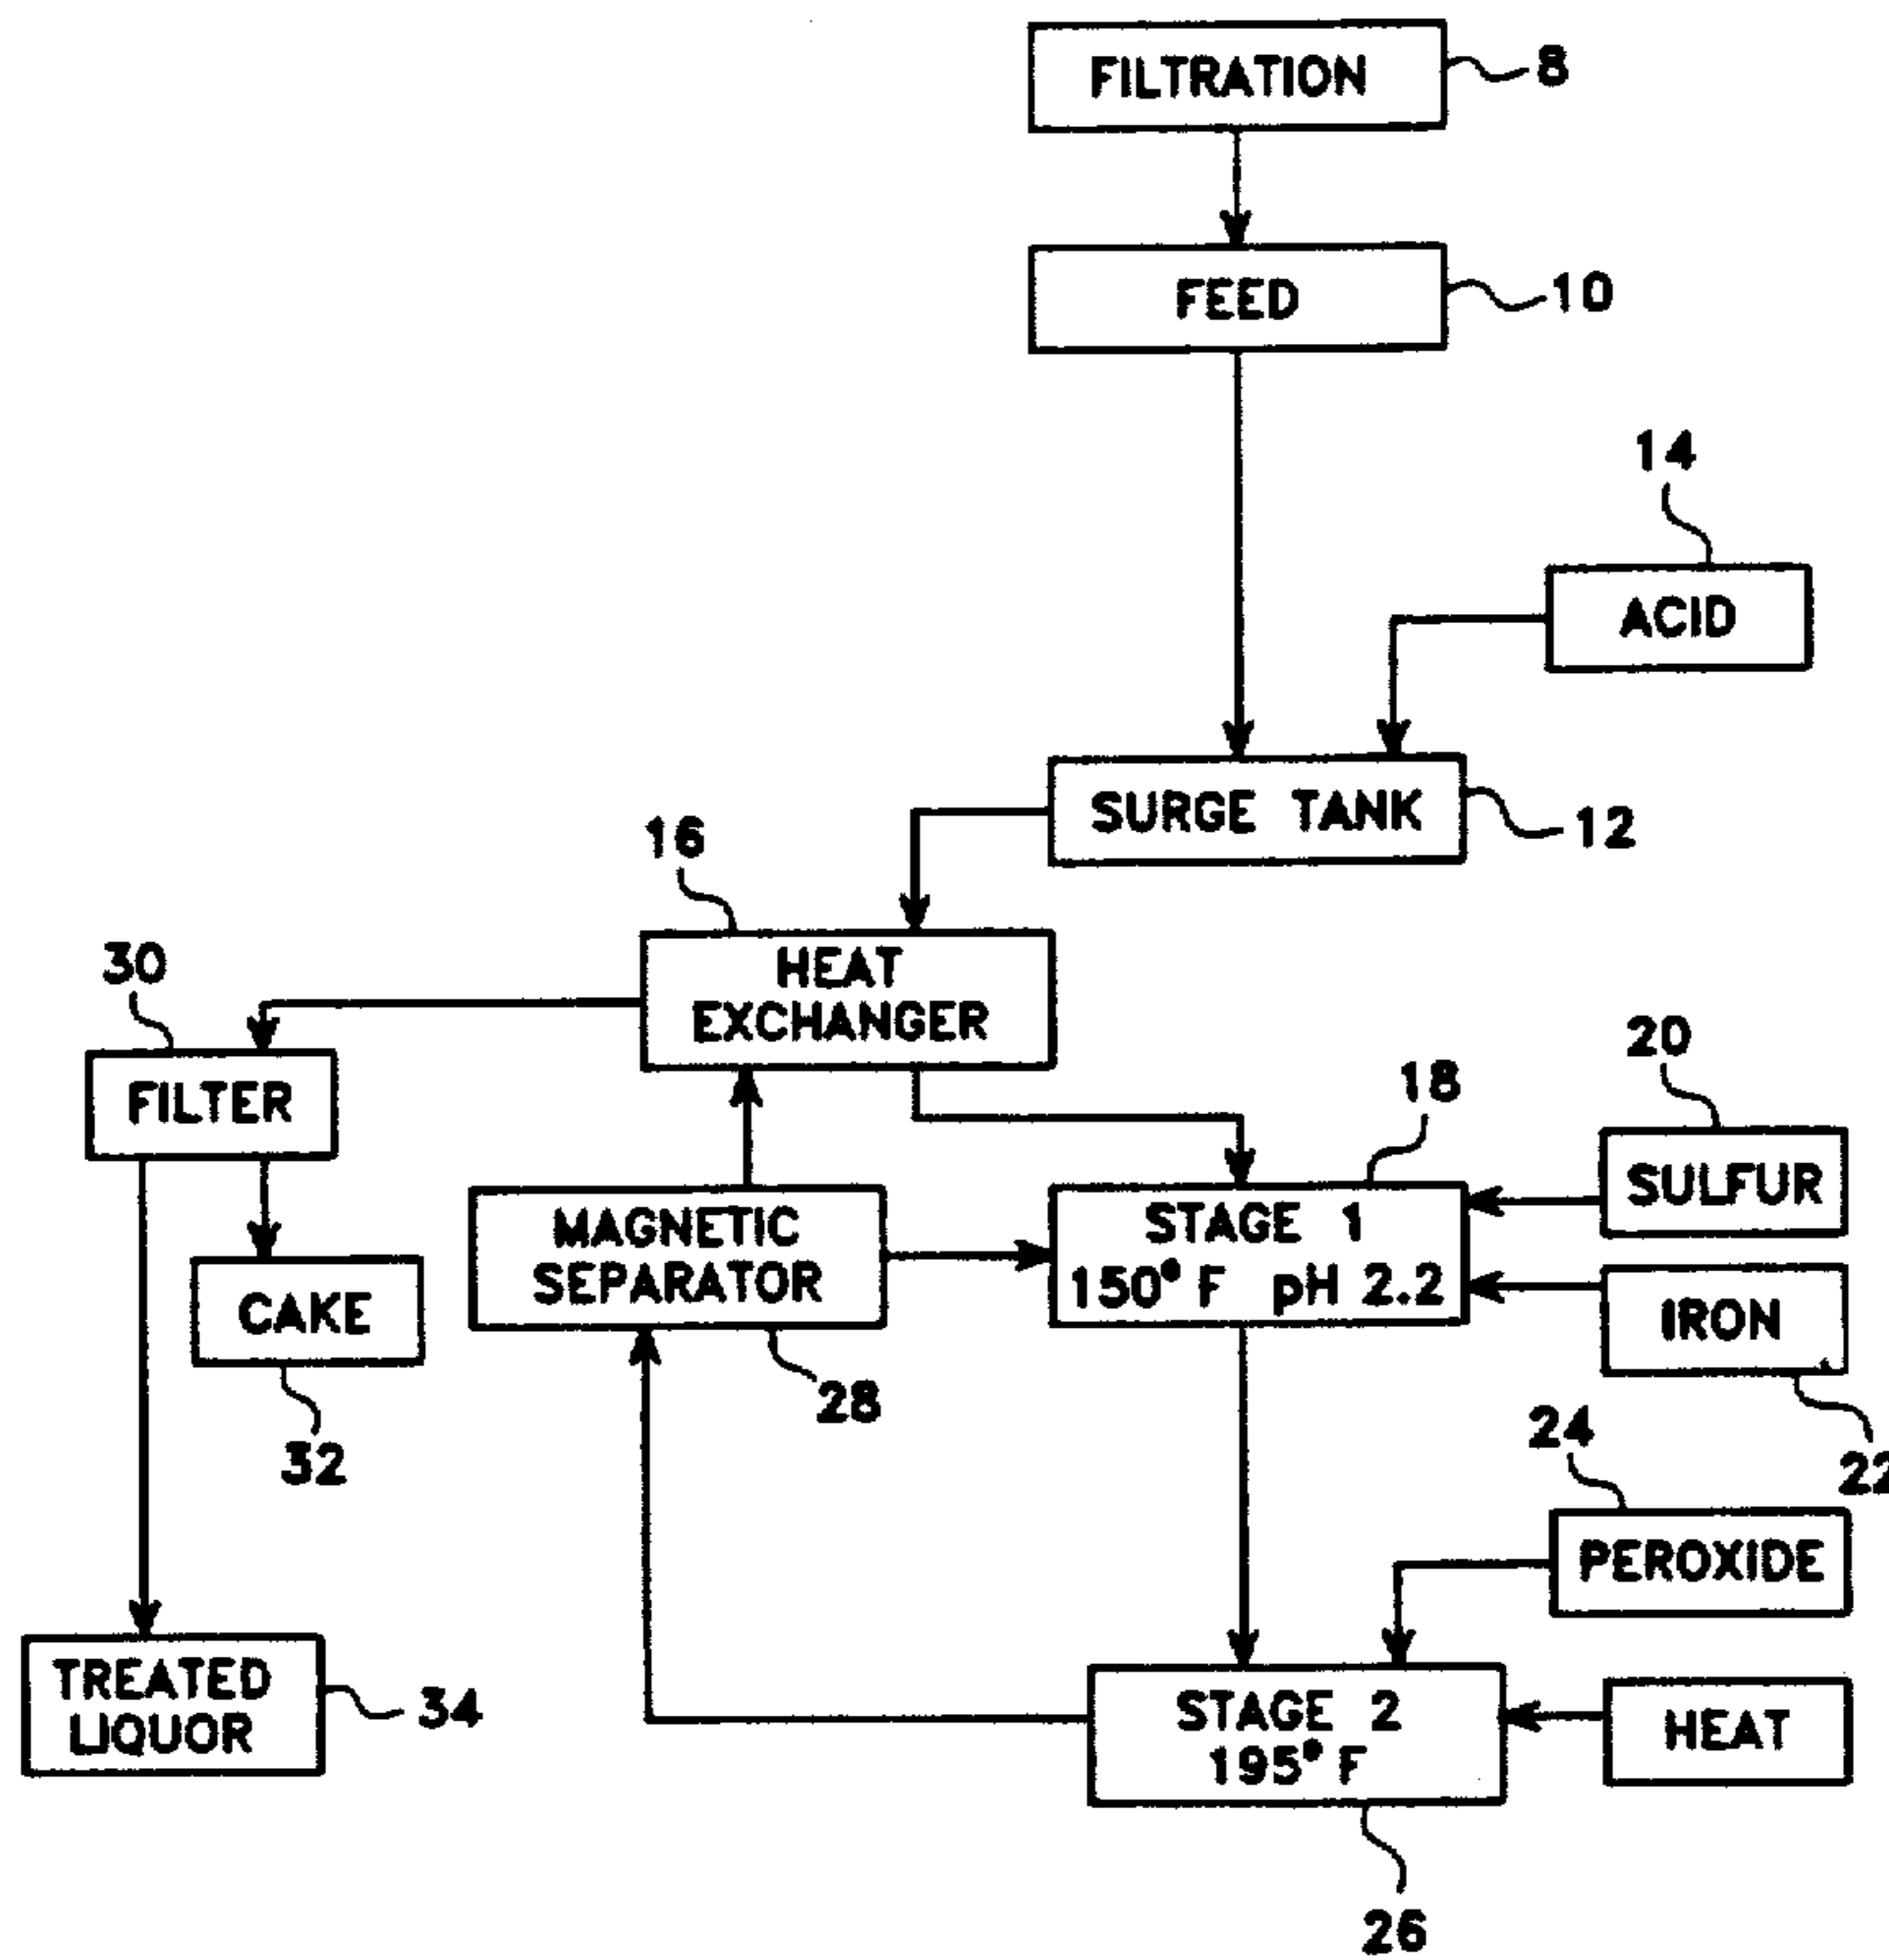 FILTRATION
8
FEED
10
14
ACID
SURGE TANK
12
16
HEAT
EXCHANGER
30
FILTER
18
20
SULFUR
MAGNETIC
SEPARATOR
28
STAGE 1
150° F pH 2.2
IRON
22
CAKE
32
24
PEROXIDE
TREATED
LIQUOR
34
STAGE 2
195° F
HEAT
26